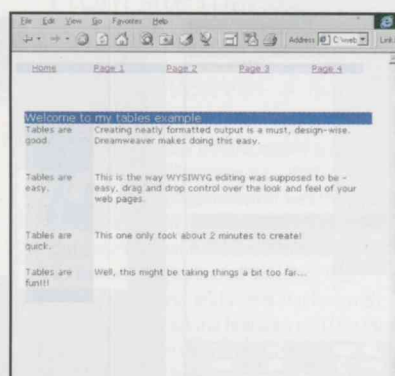 File Edit View Go Favorites Help
Address C:\web Link
Home Page 1 Page 2 Page 3 Page 4
Welcome to my tables example
Tables are good. Creating neatly formatted output is a must, design-wise.
Dreamweaver makes doing this easy.
Tables are easy. This is the way WYSIWYG editing was supposed to be -
easy, drag and drop control over the look and feel of your
web pages.
Tables are quick. This one only took about 2 minutes to create!
Tables are fun!!! Well, this might be taking things a bit too far...